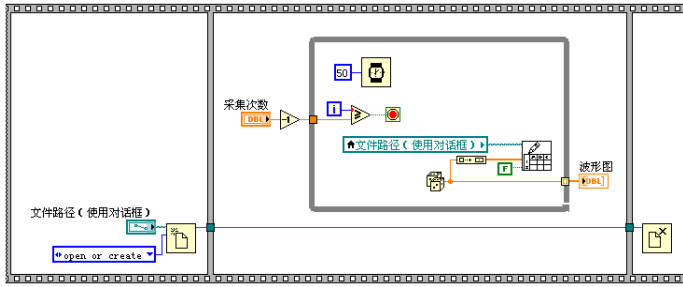 50
采集次数
DBL
-1
i
≥
文件路径（使用对话框）
F
波形图
DBL
文件路径（使用对话框）
open or create